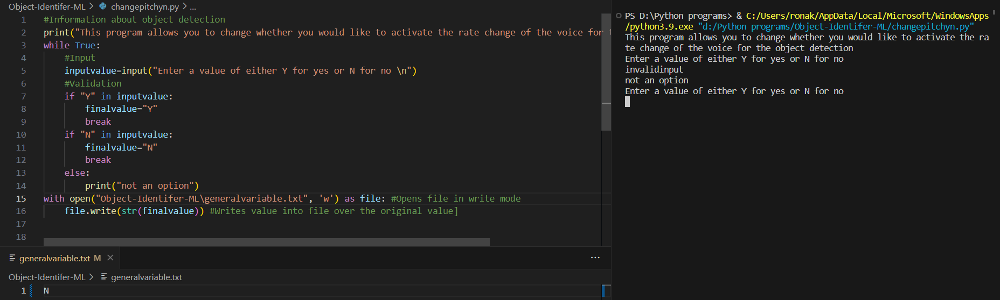 Object-Identifer-ML > changepitchyn.py > ...
1 #Information about object detection
2 print("This program allows you to change whether you would like to activate the rate change of the voice for
3 while True:
4 #Input
5 inputvalue=input("Enter a value of either Y for yes or N for no \n")
6 #Validation
7 if "Y" in inputvalue:
8 finalvalue="Y"
9 break
10 if "N" in inputvalue:
11 finalvalue="N"
12 break
13 else:
14 print("not an option")
15 with open("Object-Identifer-ML\generalvariable.txt", 'w') as file: #Opens file in write mode
16 file.write(str(finalvalue)) #Writes value into file over the original value]
17
18
generalvariable.txt M ×
...
Object-Identifer-ML > generalvariable.txt
1 N
PS D:\Python programs> & C:/Users/ronak/AppData/Local/Microsoft/WindowsApps
/python3.9.exe "d:/Python programs/Object-Identifer-ML/changepitchyn.py"
This program allows you to change whether you would like to activate the ra
te change of the voice for the object detection
Enter a value of either Y for yes or N for no
invalidinput
not an option
Enter a value of either Y for yes or N for no